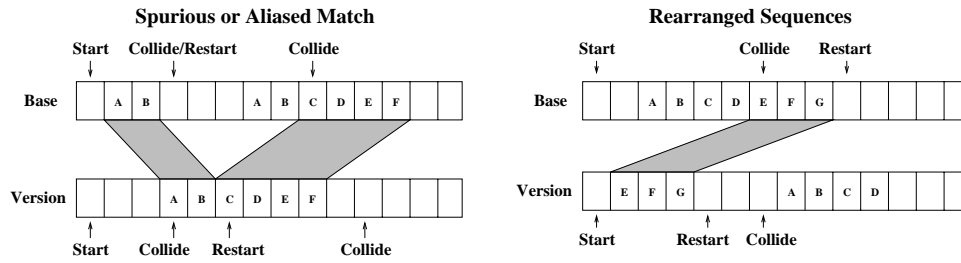 Spurious or Aliased Match
Start Collide/Restart Collide
Base A B A B C D E F
Version A B C D E F
Start Collide Restart Collide
Rearranged Sequences
Start Collide Restart
Base A B C D E F G
Version E F G A B C D
Start Restart Collide